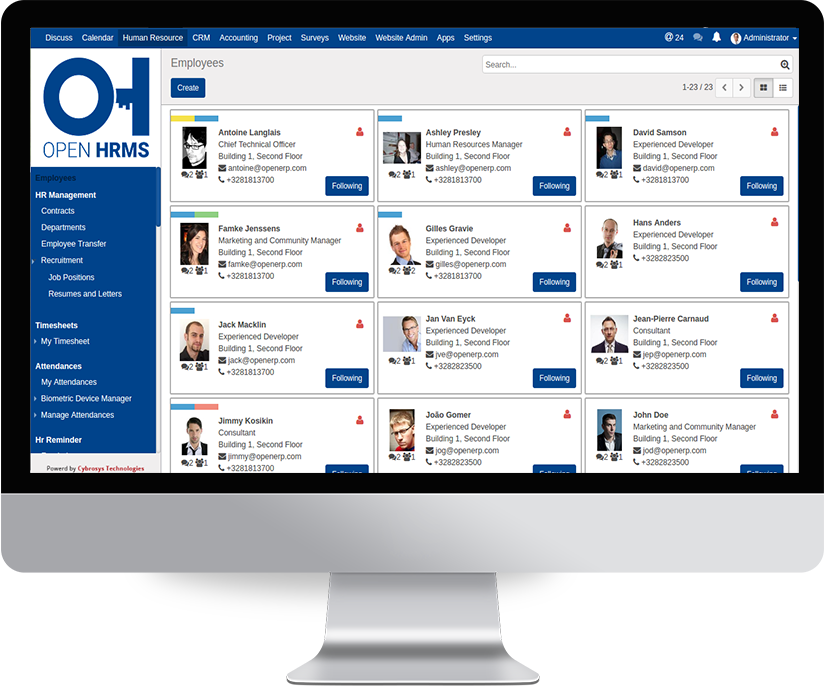 Discuss Calendar Human Resource CRM Accounting Project Surveys Website Website Admin Apps Settings @ 24 Administrator
OH
OPEN HRMS
Employees
HR Management
Contracts
Departments
Employee Transfer
Recruitment
Job Positions
Resumes and Letters
Timesheets
My Timesheet
Attendances
My Attendances
Biometric Device Manager
Manage Attendances
Hr Reminder
Powerd by Cybrosys Technologies
Employees
Search...
Create
1-23 / 23
Antoine Langlais
Chief Technical Officer
Building 1, Second Floor
antoine@openerp.com
+3281813700
2 1
Following
Ashley Presley
Human Resources Manager
Building 1, Second Floor
ashley@openerp.com
+3281813700
2 1
Following
David Samson
Experienced Developer
Building 1, Second Floor
david@openerp.com
+3281813700
2 1
Following
Famke Jenssens
Marketing and Community Manager
Building 1, Second Floor
famke@openerp.com
+3281813700
2 1
Following
Gilles Gravie
Experienced Developer
Building 1, Second Floor
gilles@openerp.com
+3281813700
2 2
Following
Hans Anders
Experienced Developer
Building 1, Second Floor
+3282823500
2 1
Following
Jack Macklin
Experienced Developer
Building 1, Second Floor
jack@openerp.com
+3281813700
2 1
Following
Jan Van Eyck
Experienced Developer
Building 1, Second Floor
jve@openerp.com
+3282823500
2 1
Following
Jean-Pierre Carnaud
Consultant
Building 1, Second Floor
jep@openerp.com
+3282823500
2 1
Following
Jimmy Kosikin
Consultant
Building 1, Second Floor
jimmy@openerp.com
+3281813700
2 1
João Gomer
Experienced Developer
Building 1, Second Floor
jog@openerp.com
+3282823500
2 1
John Doe
Marketing and Community Manager
Building 1, Second Floor
jod@openerp.com
+3282823500
2 1